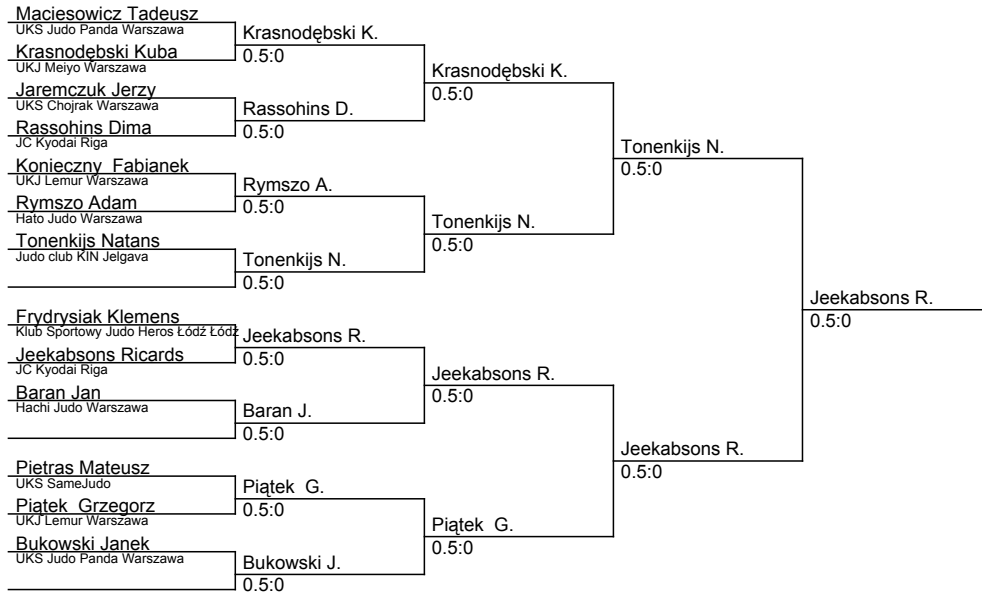 Maciesowicz Tadeusz
UKS Judo Panda Warszawa
Krasnodębski Kuba
UKJ Meiyo Warszawa
Jaremczuk Jerzy
UKS Chojrak Warszawa
Rassohins Dima
JC Kyodai Riga
Konieczny  Fabianek
UKJ Lemur Warszawa
Rymszo Adam
Hato Judo Warszawa
Tonenkijs Natans
Judo club KIN Jelgava
Frydrysiak Klemens
Klub Sportowy Judo Heros Łódź Łódź
Jeekabsons Ricards
JC Kyodai Riga
Baran Jan
Hachi Judo Warszawa
Pietras Mateusz
UKS SameJudo
Piątek  Grzegorz
UKJ Lemur Warszawa
Bukowski Janek
UKS Judo Panda Warszawa
Krasnodębski K.
0.5:0
Rassohins D.
0.5:0
Rymszo A.
0.5:0
Tonenkijs N.
0.5:0
Jeekabsons R.
0.5:0
Baran J.
0.5:0
Piątek  G.
0.5:0
Bukowski J.
0.5:0
Krasnodębski K.
0.5:0
Tonenkijs N.
0.5:0
Jeekabsons R.
0.5:0
Piątek  G.
0.5:0
Tonenkijs N.
0.5:0
Jeekabsons R.
0.5:0
Jeekabsons R.
0.5:0